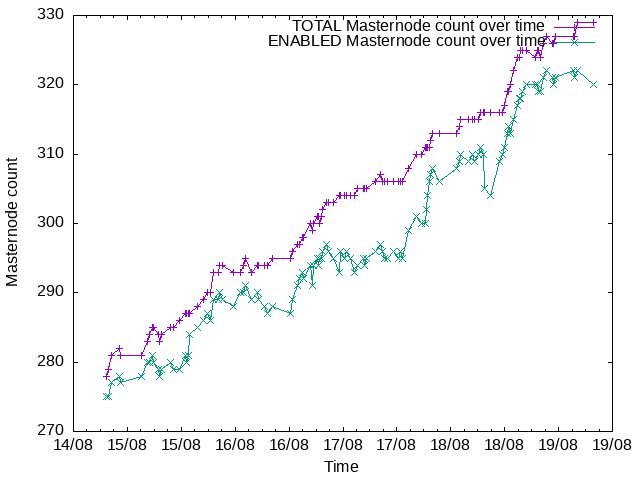 330
320
310
300
290
280
270
Masternode count
TOTAL Masternode count over time
ENABLED Masternode count over time
14/08 15/08 15/08 16/08 16/08 17/08 17/08 18/08 18/08 19/08 19/08
Time